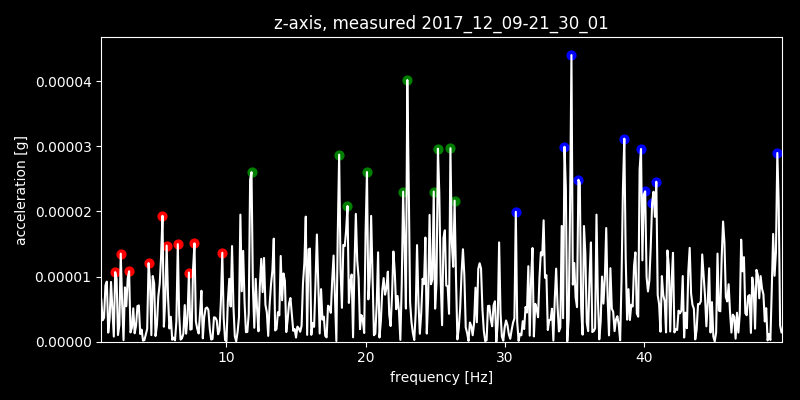 z-axis, measured 2017_12_09-21_30_01
acceleration [g]
0.00004
0.00003
0.00002
0.00001
0.00000
10 20 30 40
frequency [Hz]